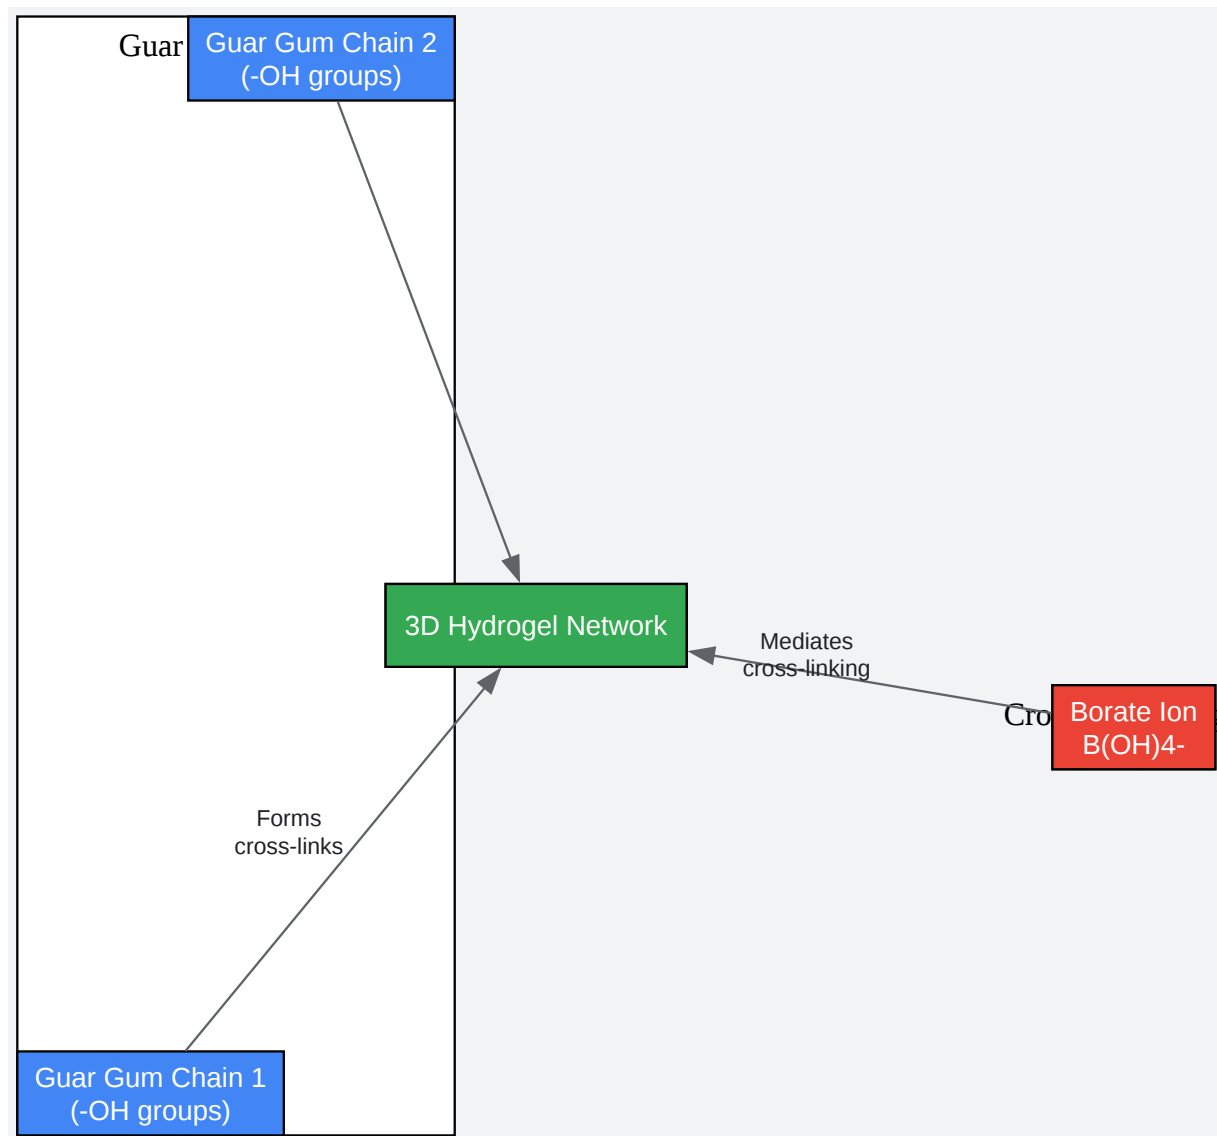 Guar
Guar Gum Chain 2
(-OH groups)
3D Hydrogel Network
Mediates
cross-linking
Borate Ion
B(OH)4-
Forms
cross-links
Guar Gum Chain 1
(-OH groups)